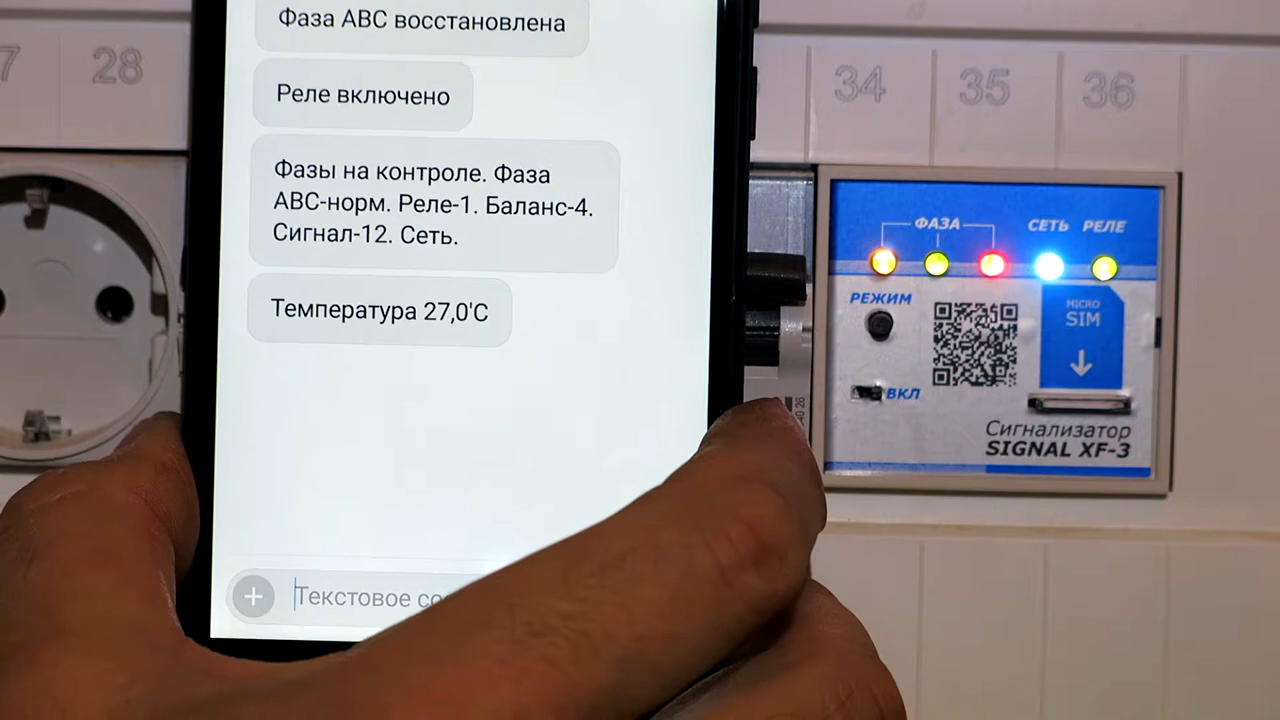 Фаза АВС восстановлена
Реле включено
Фазы на контроле. Фаза
АВС-норм. Реле-1. Баланс-4.
Сигнал-12. Сеть.
Температура 27,0'С
Текстовое
28
34
35
36
ФАЗА
СЕТЬ РЕЛЕ
РЕЖИМ
MICRO
SIM
ВКЛ
Сигнализатор
SIGNAL XF-3